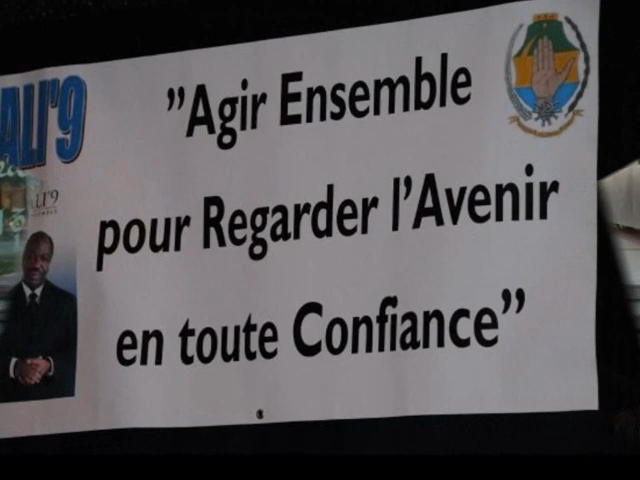 ALI'9
"Agir Ensemble
pour Regarder l'Avenir
en toute Confiance"
ALI'9